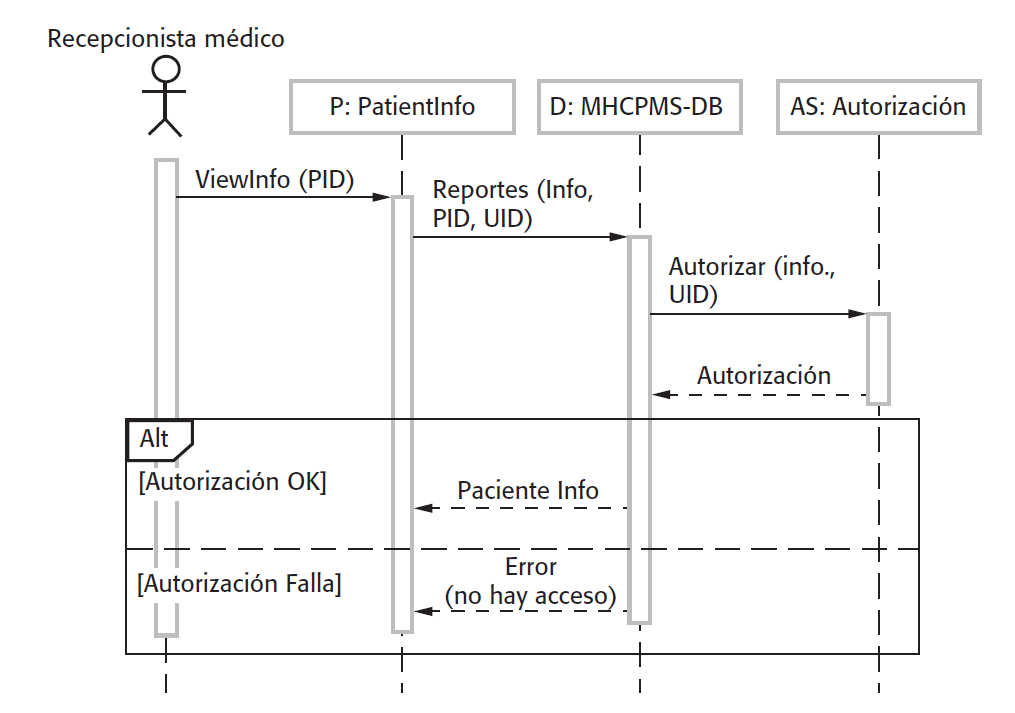 Recepcionista médico
P: PatientInfo
D: MHCPMS-DB
AS: Autorización
ViewInfo (PID)
Reportes (Info,
PID, UID)
Autorizar (info.,
UID)
Autorización
Alt
[Autorización OK]
Paciente Info
[Autorización Falla]
Error
(no hay acceso)